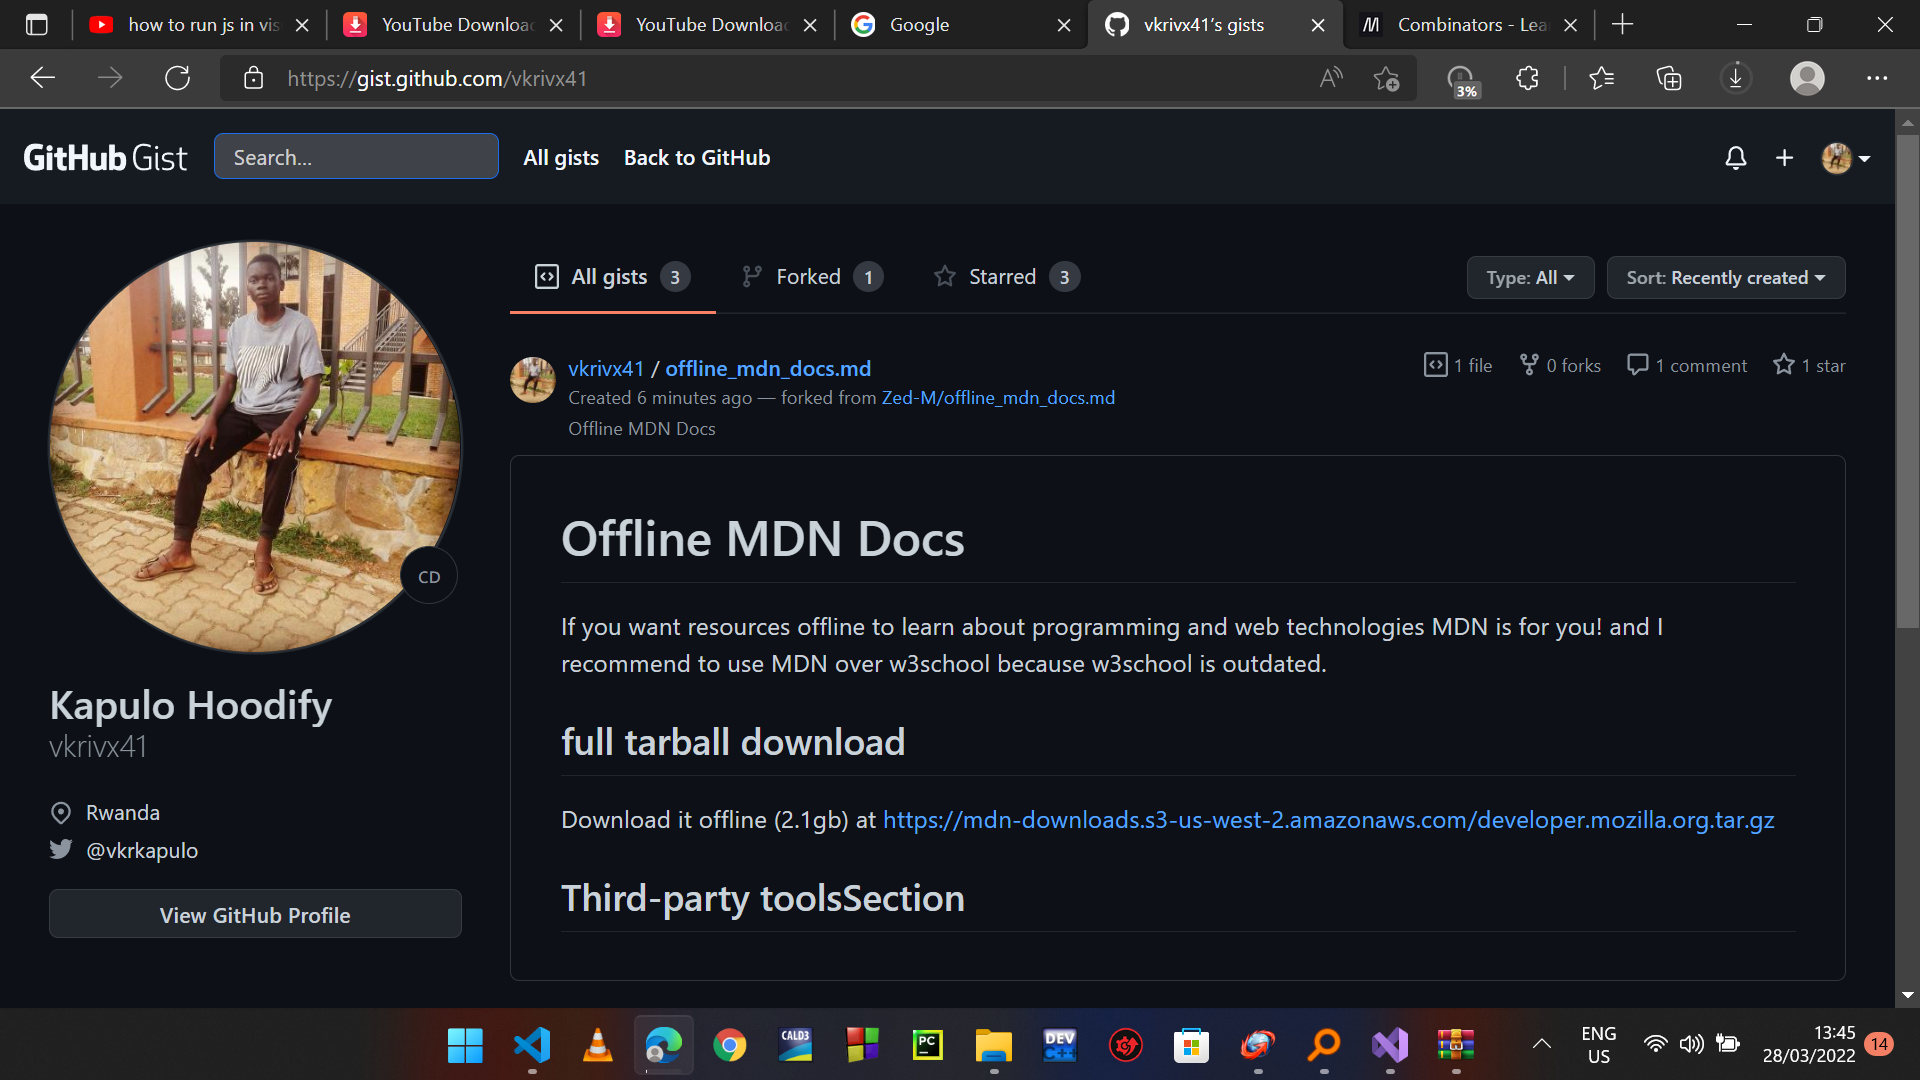 how to run js in vis
YouTube Downloac
YouTube Downloac
Google
vkrivx41's gists
Combinators - Lea
https://gist.github.com/vkrivx41
3%
GitHub Gist
Search...
All gists
Back to GitHub
All gists 3
Forked 1
Starred 3
Type: All
Sort: Recently created
vkrivx41 / offline_mdn_docs.md
1 file
0 forks
1 comment
1 star
Created 6 minutes ago — forked from Zed-M/offline_mdn_docs.md
Offline MDN Docs
Offline MDN Docs
If you want resources offline to learn about programming and web technologies MDN is for you! and I
recommend to use MDN over w3school because w3school is outdated.
full tarball download
Download it offline (2.1gb) at https://mdn-downloads.s3-us-west-2.amazonaws.com/developer.mozilla.org.tar.gz
Third-party toolsSection
CD
Kapulo Hoodify
vkrivx41
Rwanda
@vkrkapulo
View GitHub Profile
CALD3
PC
DEV
C++
ENG
US
13:45
28/03/2022
14